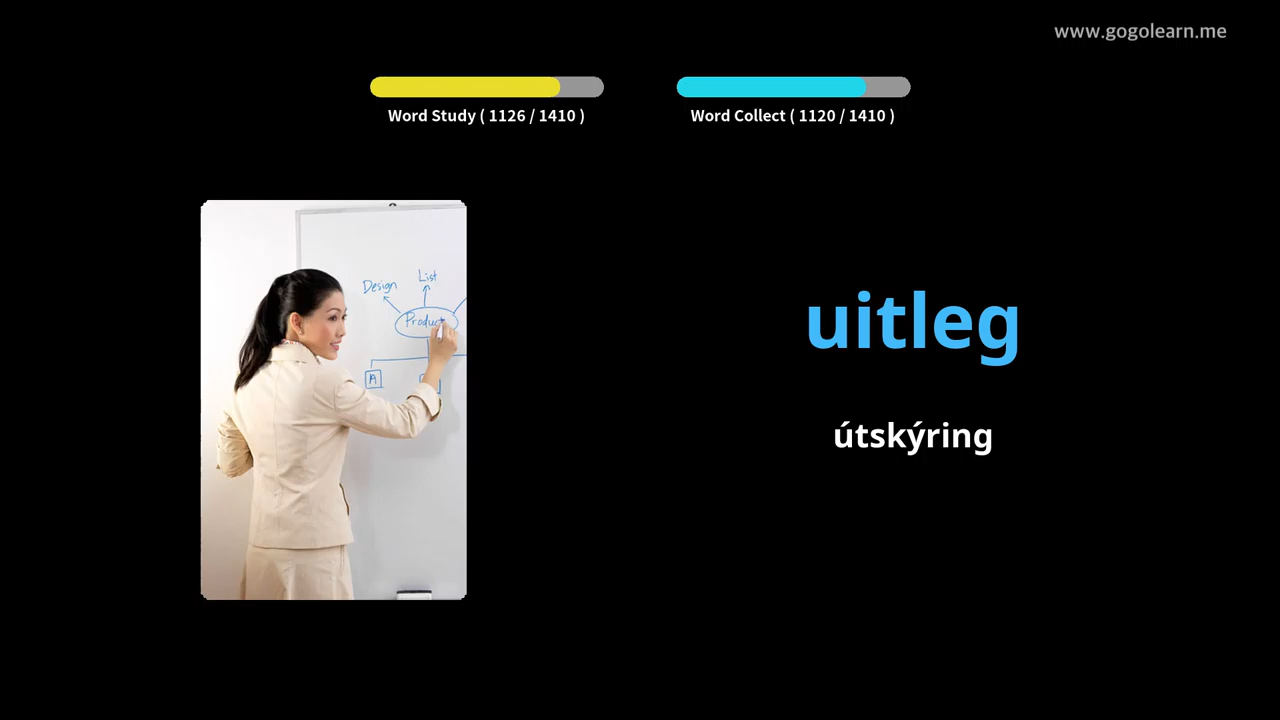 www.gogolearn.me
Word Study ( 1126 / 1410 )
Word Collect ( 1120 / 1410 )
List
Design
Product
A
uitleg
útskýring